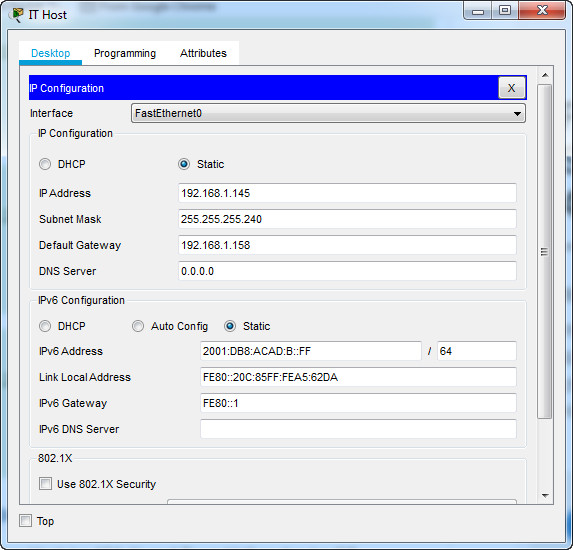 IT Host
Desktop Programming Attributes
IP Configuration X
Interface FastEthernet0
IP Configuration
DHCP Static
IP Address 192.168.1.145
Subnet Mask 255.255.255.240
Default Gateway 192.168.1.158
DNS Server 0.0.0.0
IPv6 Configuration
DHCP Auto Config Static
IPv6 Address 2001:DB8:ACAD:B::FF / 64
Link Local Address FE80::20C:85FF:FEA5:62DA
IPv6 Gateway FE80::1
IPv6 DNS Server
802.1X
Use 802.1X Security
Top